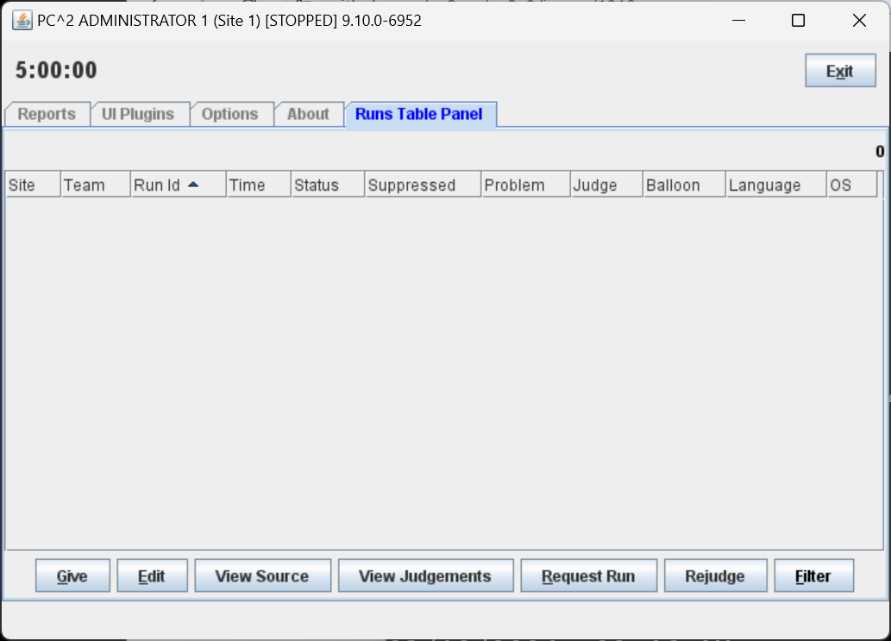 PC^2 ADMINISTRATOR 1 (Site 1) [STOPPED] 9.10.0-6952
5:00:00
Exit
Reports UI Plugins Options About Runs Table Panel
0
Site Team Run Id Time Status Suppressed Problem Judge Balloon Language OS
Give Edit View Source View Judgements Request Run Rejudge Filter